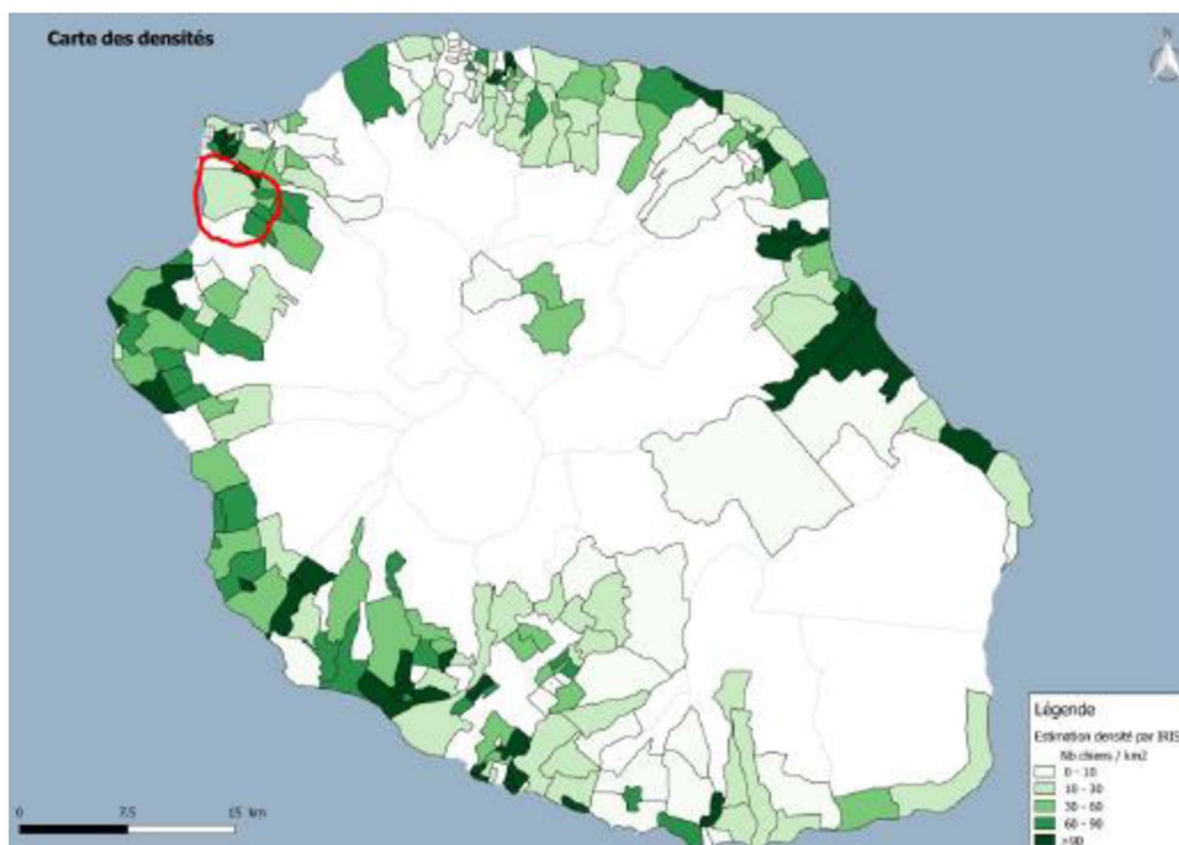 Carte des densités
N
Légende
Estimation densité par IRIS
Nb chiens / km2
0 - 10
10 - 30
30 - 60
60 - 90
>90
0 7.5 15 km